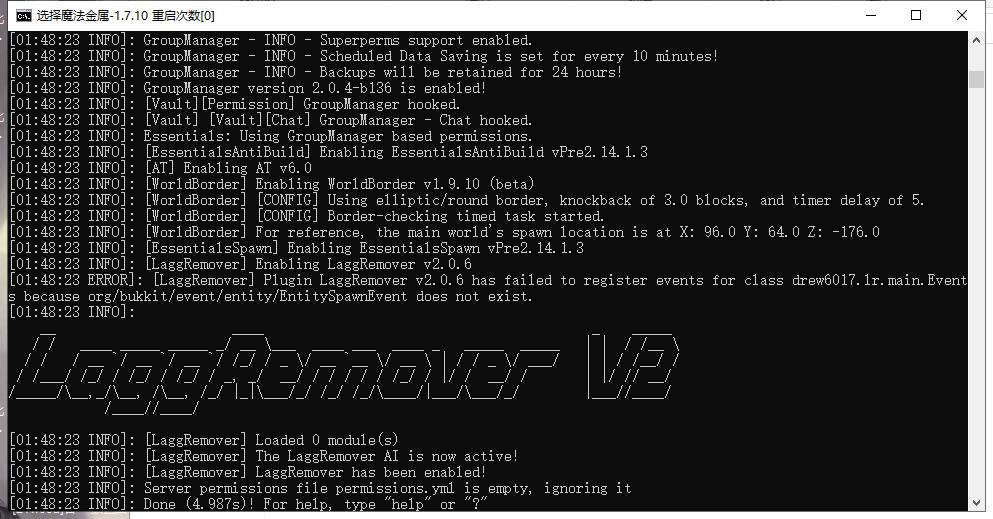 选择魔法金属-1.7.10 重启次数[0]
[01:48:23 INFO]: GroupManager - INFO - Superperms support enabled.
[01:48:23 INFO]: GroupManager - INFO - Scheduled Data Saving is set for every 10 minutes!
[01:48:23 INFO]: GroupManager - INFO - Backups will be retained for 24 hours!
[01:48:23 INFO]: GroupManager version 2.0.4-b136 is enabled!
[01:48:23 INFO]: [Vault][Permission] GroupManager hooked.
[01:48:23 INFO]: [Vault] [Vault][Chat] GroupManager - Chat hooked.
[01:48:23 INFO]: Essentials: Using GroupManager based permissions.
[01:48:23 INFO]: [EssentialsAntiBuild] Enabling EssentialsAntiBuild vPre2.14.1.3
[01:48:23 INFO]: [AT] Enabling AT v6.0
[01:48:23 INFO]: [WorldBorder] Enabling WorldBorder v1.9.10 (beta)
[01:48:23 INFO]: [WorldBorder] [CONFIG] Using elliptic/round border, knockback of 3.0 blocks, and timer delay of 5.
[01:48:23 INFO]: [WorldBorder] [CONFIG] Border-checking timed task started.
[01:48:23 INFO]: [WorldBorder] For reference, the main world's spawn location is at X: 96.0 Y: 64.0 Z: -176.0
[01:48:23 INFO]: [EssentialsSpawn] Enabling EssentialsSpawn vPre2.14.1.3
[01:48:23 INFO]: [LaggRemover] Enabling LaggRemover v2.0.6
[01:48:23 ERROR]: [LaggRemover] Plugin LaggRemover v2.0.6 has failed to register events for class drew6017.lr.main.Event
s because org/bukkit/event/entity/EntitySpawnEvent does not exist.
[01:48:23 INFO]:
LaggRemover V2
[01:48:23 INFO]: [LaggRemover] Loaded 0 module(s)
[01:48:23 INFO]: [LaggRemover] The LaggRemover AI is now active!
[01:48:23 INFO]: [LaggRemover] LaggRemover has been enabled!
[01:48:23 INFO]: Server permissions file permissions.yml is empty, ignoring it
[01:48:23 INFO]: Done (4.987s)! For help, type "help" or "?"